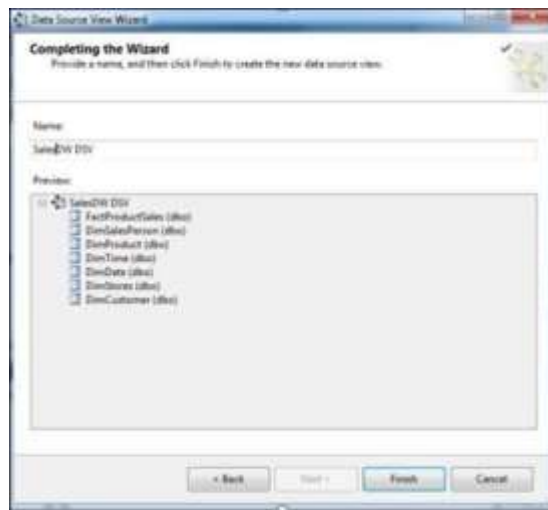 Data Source View Wizard
Completing the Wizard
Provide a name, and then click Finish to create the new data source view.
Name:
SalesDW DSV
Preview:
SalesDW DSV
FactProductSales (dbo)
DimSalesPerson (dbo)
DimProduct (dbo)
DimTime (dbo)
DimDate (dbo)
DimStores (dbo)
DimCustomer (dbo)
< Back
Next >
Finish
Cancel